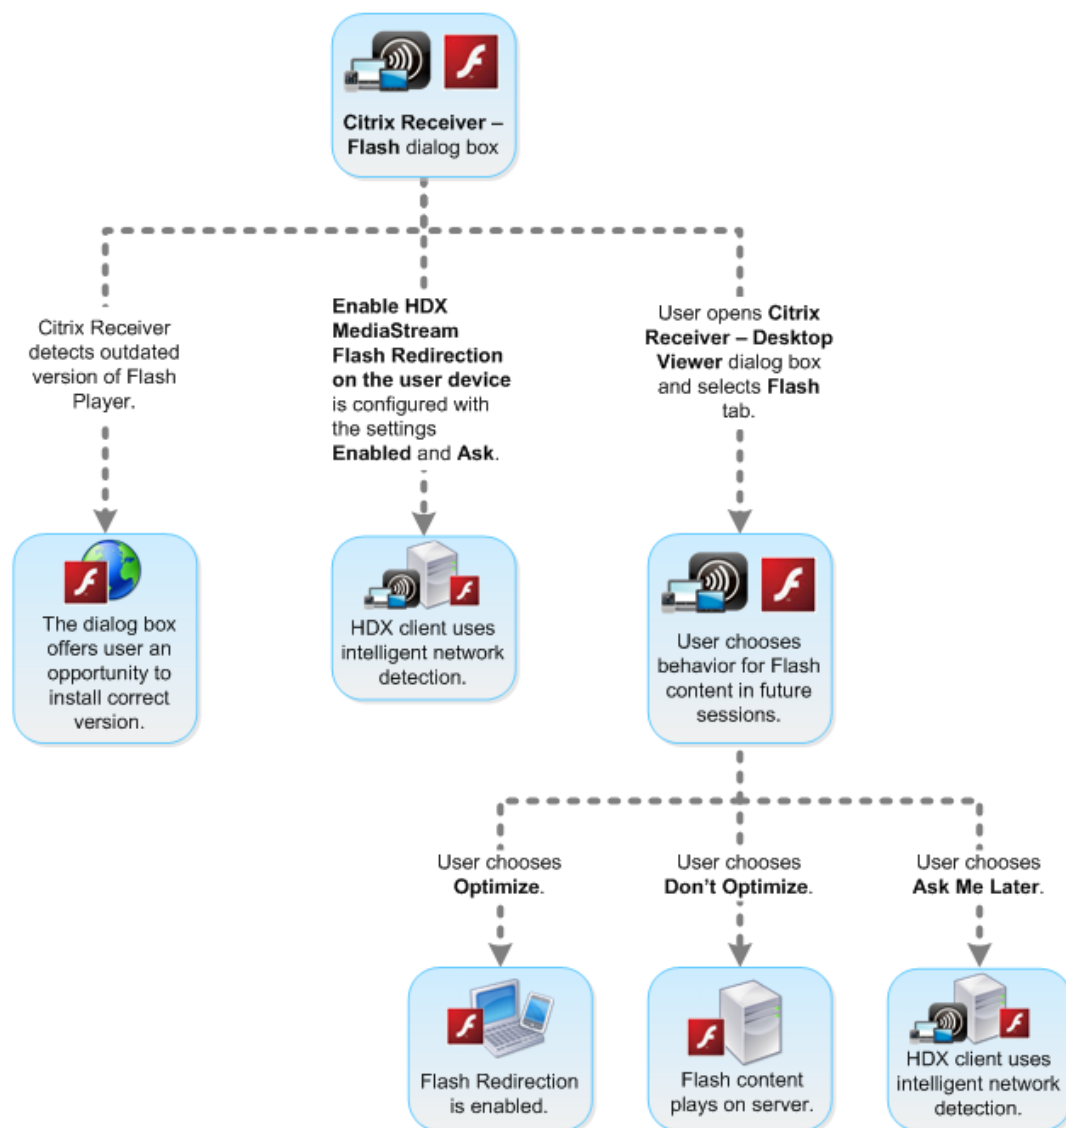 Citrix Receiver –
Flash dialog box
Citrix Receiver
detects outdated
version of Flash
Player.
Enable HDX
MediaStream
Flash Redirection
on the user device
is configured with
the settings
Enabled and Ask.
User opens Citrix
Receiver – Desktop
Viewer dialog box
and selects Flash
tab.
The dialog box
offers user an
opportunity to
install correct
version.
HDX client uses
intelligent network
detection.
User chooses
behavior for Flash
content in future
sessions.
User chooses
Optimize.
User chooses
Don't Optimize.
User chooses
Ask Me Later.
Flash Redirection
is enabled.
Flash content
plays on server.
HDX client uses
intelligent network
detection.